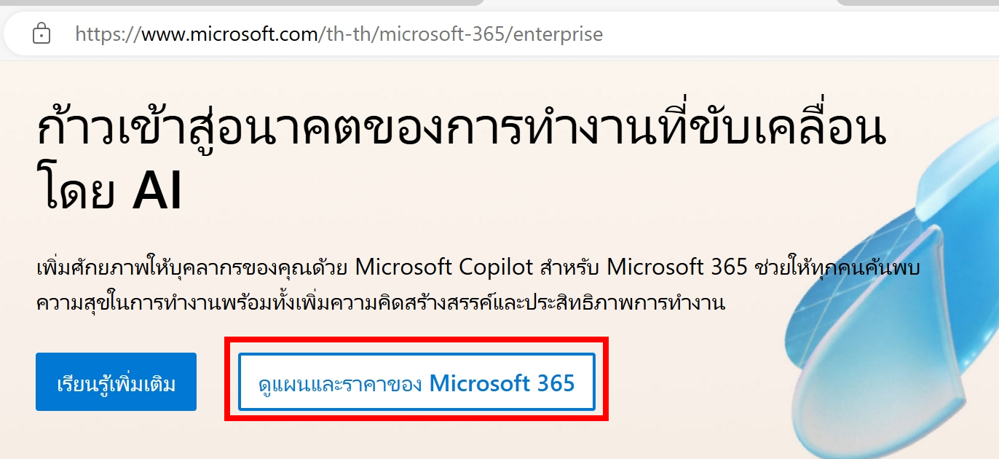 https://www.microsoft.com/th-th/microsoft-365/enterprise
ก้าวเข้าสู่อนาคตของการทำงานที่ขับเคลื่อน
โดย AI
เพิ่มศักยภาพให้บุคลากรของคุณด้วย Microsoft Copilot สำหรับ Microsoft 365 ช่วยให้ทุกคนค้นพบ
ความสุขในการทำงานพร้อมทั้งเพิ่มความคิดสร้างสรรค์และประสิทธิภาพการทำงาน
เรียนรู้เพิ่มเติม
ดูแผนและราคาของ Microsoft 365